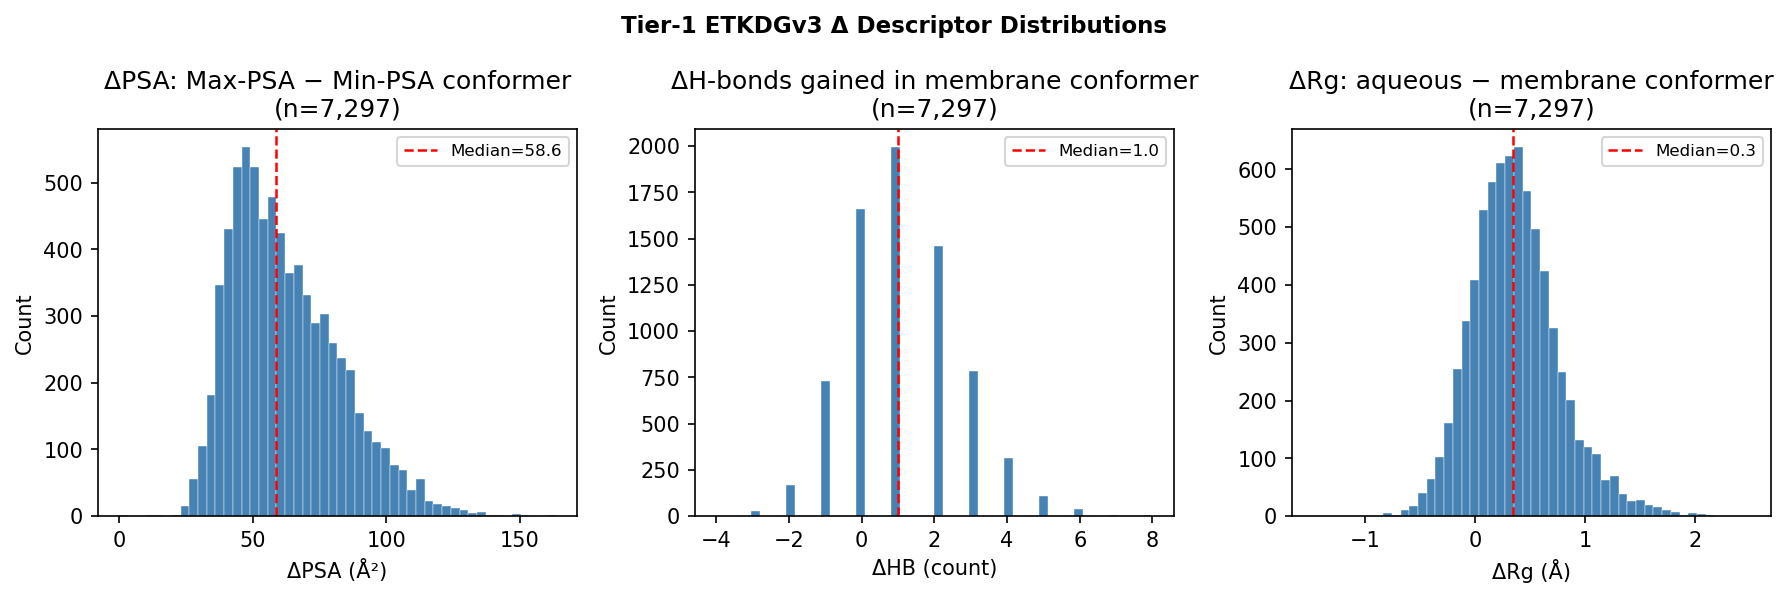 Tier-1 ETKDGv3 Δ Descriptor Distributions
ΔPSA: Max-PSA − Min-PSA conformer
(n=7,297)
Median=58.6
Count
500
400
300
200
100
0
0 50 100 150
ΔPSA (Å²)
ΔH-bonds gained in membrane conformer
(n=7,297)
Median=1.0
Count
2000
1750
1500
1250
1000
750
500
250
0
−4 −2 0 2 4 6 8
ΔHB (count)
ΔRg: aqueous − membrane conformer
(n=7,297)
Median=0.3
Count
600
500
400
300
200
100
0
−1 0 1 2
ΔRg (Å)